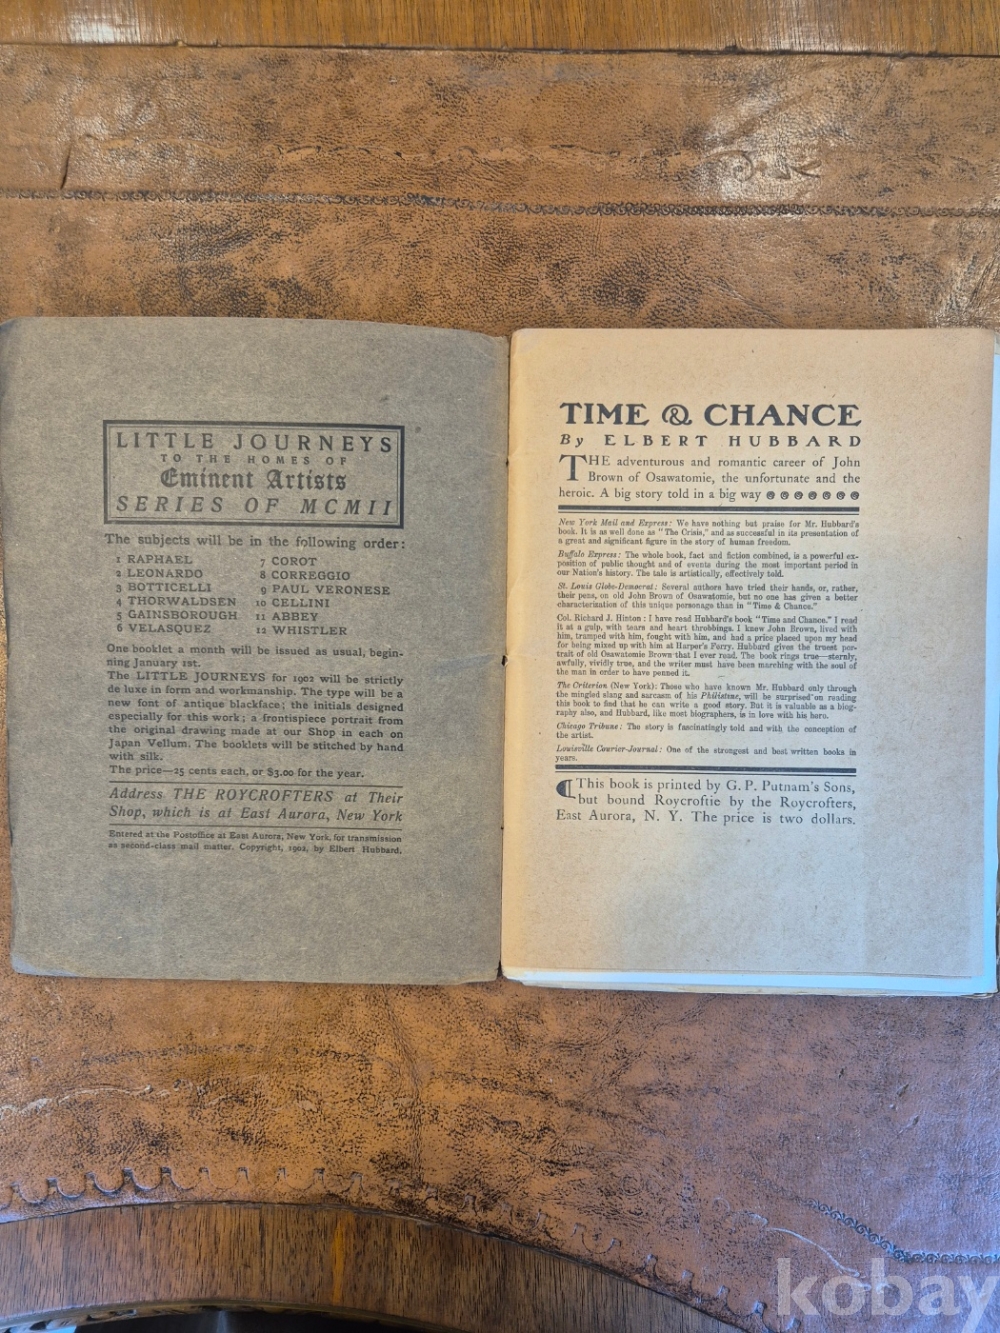 LITTLE JOURNEYS
TO THE HOMES OF
Eminent Artists
SERIES OF MCMII
The subjects will be in the following order:
1 RAPHAEL
2 LEONARDO
3 BOTTICELLI
4 THORWALDSEN
5 GAINSBOROUGH
6 VELASQUEZ
7 COROT
8 CORREGGIO
9 PAUL VERONESE
10 CELLINI
11 ABBEY
12 WHISTLER
One booklet a month will be issued as usual, begin-
ning January 1st.
The LITTLE JOURNEYS for 1902 will be strictly
de luxe in form and workmanship. The type will be a
new font of antique blackface; the initials designed
especially for this work; a frontispiece portrait from
the original drawing made at our Shop in each on
Japan Vellum. The booklets will be stitched by hand
with silk.
The price—25 cents each, or $3.00 for the year.
Address THE ROYCROFTERS at Their
Shop, which is at East Aurora, New York
Entered at the Postoffice at East Aurora, New York, for transmission
as second-class mail matter. Copyright, 1902, by Elbert Hubbard.
TIME & CHANCE
By ELBERT HUBBARD
THE adventurous and romantic career of John
Brown of Osawatomie, the unfortunate and the
heroic. A big story told in a big way
New York Mail and Express: We have nothing but praise for Mr. Hubbard's
book. It is as well done as "The Crisis," and as successful in its presentation of
a great and significant figure in the story of human freedom.
Buffalo Express: The whole book, fact and fiction combined, is a powerful ex-
position of public thought and of events during the most important period in
our Nation's history. The tale is artistically, effectively told.
St. Louis Globe-Democrat: Several authors have tried their hands, or, rather,
their pens, on old John Brown of Osawatomie, but no one has given a better
characterization of this unique personage than in "Time & Chance."
Col. Richard J. Hinton: I have read Hubbard's book "Time and Chance." I read
it at a gulp, with tears and heart throbbings. I knew John Brown, lived with
him, tramped with him, fought with him, and had a price placed upon my head
for being mixed up with him at Harper's Ferry. Hubbard gives the truest por-
trait of old Osawatomie Brown that I ever read. The book rings true—sternly,
awfully, vividly true, and the writer must have been marching with the soul of
the man in order to have penned it.
The Criterion (New York): Those who have known Mr. Hubbard only through
the mingled slang and sarcasm of his Philistine, will be surprised on reading
this book to find that he can write a good story. But it is valuable as a biog-
raphy also, and Hubbard, like most biographers, is in love with his hero.
Chicago Tribune: The story is fascinatingly told and with the conception of
the artist.
Louisville Courier-Journal: One of the strongest and best written books in
years.
¶ This book is printed by G. P. Putnam's Sons,
but bound Roycroftie by the Roycrofters,
East Aurora, N. Y. The price is two dollars.
kobay